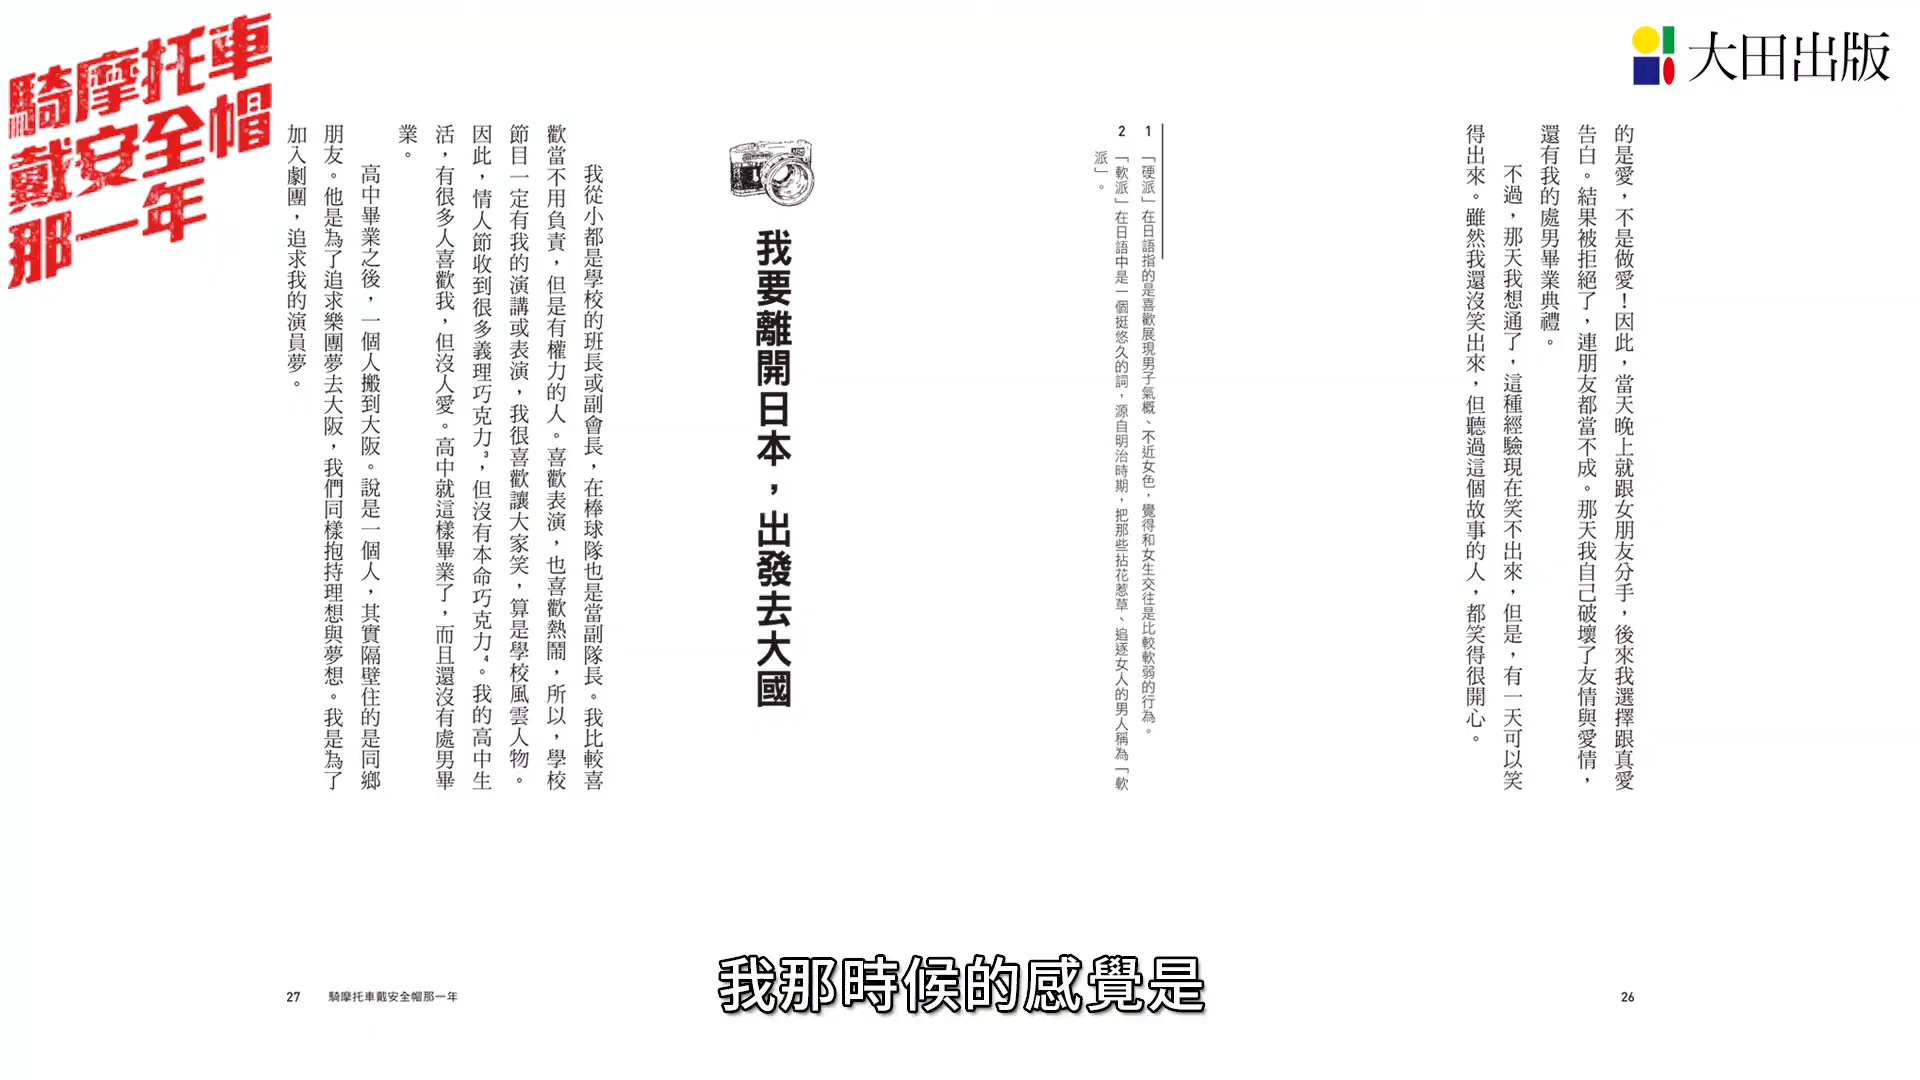 騎摩托車
戴安全帽
那一年
大田出版
的是愛，不是做愛！因此，當天晚上就跟女朋友分手，後來我選擇跟真愛
告白。結果被拒絕了，連朋友都當不成。那天我自己破壞了友情與愛情，
還有我的處男畢業典禮。
不過，那天我想通了，這種經驗現在笑不出來，但是，有一天可以笑
得出來。雖然我還沒笑出來，但聽過這個故事的人，都笑得很開心。
1 「硬派」在日語指的是喜歡展現男子氣概、不近女色，覺得和女生交往是比較軟弱的行為。
2 「軟派」在日語中是一個挺悠久的詞，源自明治時期，把那些拈花惹草、追逐女人的男人稱為「軟
派」。
26
我要離開日本，出發去大國
我從小都是學校的班長或副會長，在棒球隊也是當副隊長。我比較喜
歡當不用負責，但是有權力的人。喜歡表演，也喜歡熱鬧，所以，學校
節目一定有我的演講或表演，我很喜歡讓大家笑，算是學校風雲人物。
因此，情人節收到很多義理巧克力3，但沒有本命巧克力4。我的高中生
活，有很多人喜歡我，但沒人愛。高中就這樣畢業了，而且還沒有處男畢
業。
高中畢業之後，一個人搬到大阪。說是一個人，其實隔壁住的是同鄉
朋友。他是為了追求樂團夢去大阪，我們同樣抱持理想與夢想。我是為了
加入劇團，追求我的演員夢。
27 騎摩托車戴安全帽那一年
我那時候的感覺是